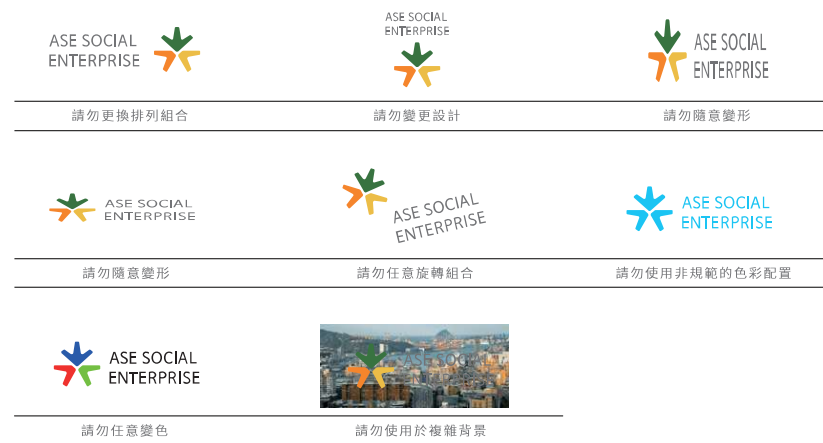 ASE SOCIAL
ENTERPRISE
ASE SOCIAL
ENTERPRISE
ASE SOCIAL
ENTERPRISE
請勿更換排列組合
請勿變更設計
請勿隨意變形
ASE SOCIAL
ENTERPRISE
ASE SOCIAL
ENTERPRISE
ASE SOCIAL
ENTERPRISE
請勿隨意變形
請勿任意旋轉組合
請勿使用非規範的色彩配置
ASE SOCIAL
ENTERPRISE
ASE SOCIAL
ENTERPRISE
請勿任意變色
請勿使用於複雜背景